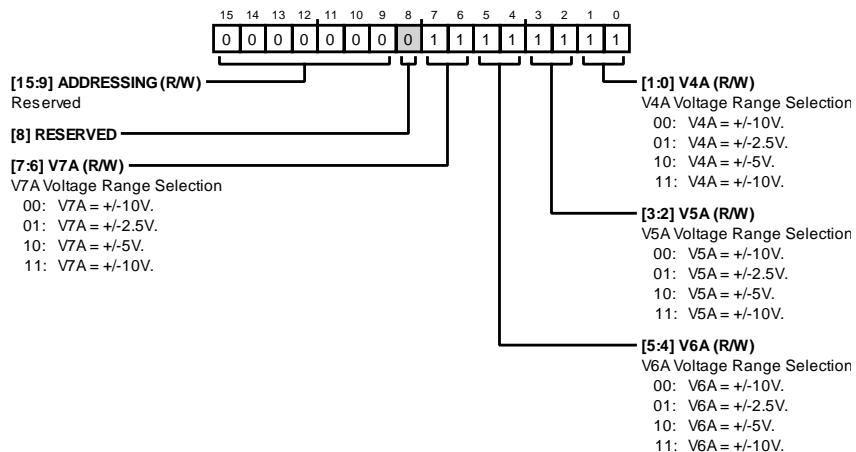 15 14 13 12 11 10 9 8 7 6 5 4 3 2 1 0
0 0 0 0 0 0 0 0 1 1 1 1 1 1 1 1
[15:9] ADDRESSING (R/W)
Reserved
[8] RESERVED
[7:6] V7A (R/W)
V7A Voltage Range Selection
00: V7A = +/-10V.
01: V7A = +/-2.5V.
10: V7A = +/-5V.
11: V7A = +/-10V.
[1:0] V4A (R/W)
V4A Voltage Range Selection
00: V4A = +/-10V.
01: V4A = +/-2.5V.
10: V4A = +/-5V.
11: V4A = +/-10V.
[3:2] V5A (R/W)
V5A Voltage Range Selection
00: V5A = +/-10V.
01: V5A = +/-2.5V.
10: V5A = +/-5V.
11: V5A = +/-10V.
[5:4] V6A (R/W)
V6A Voltage Range Selection
00: V6A = +/-10V.
01: V6A = +/-2.5V.
10: V6A = +/-5V.
11: V6A = +/-10V.